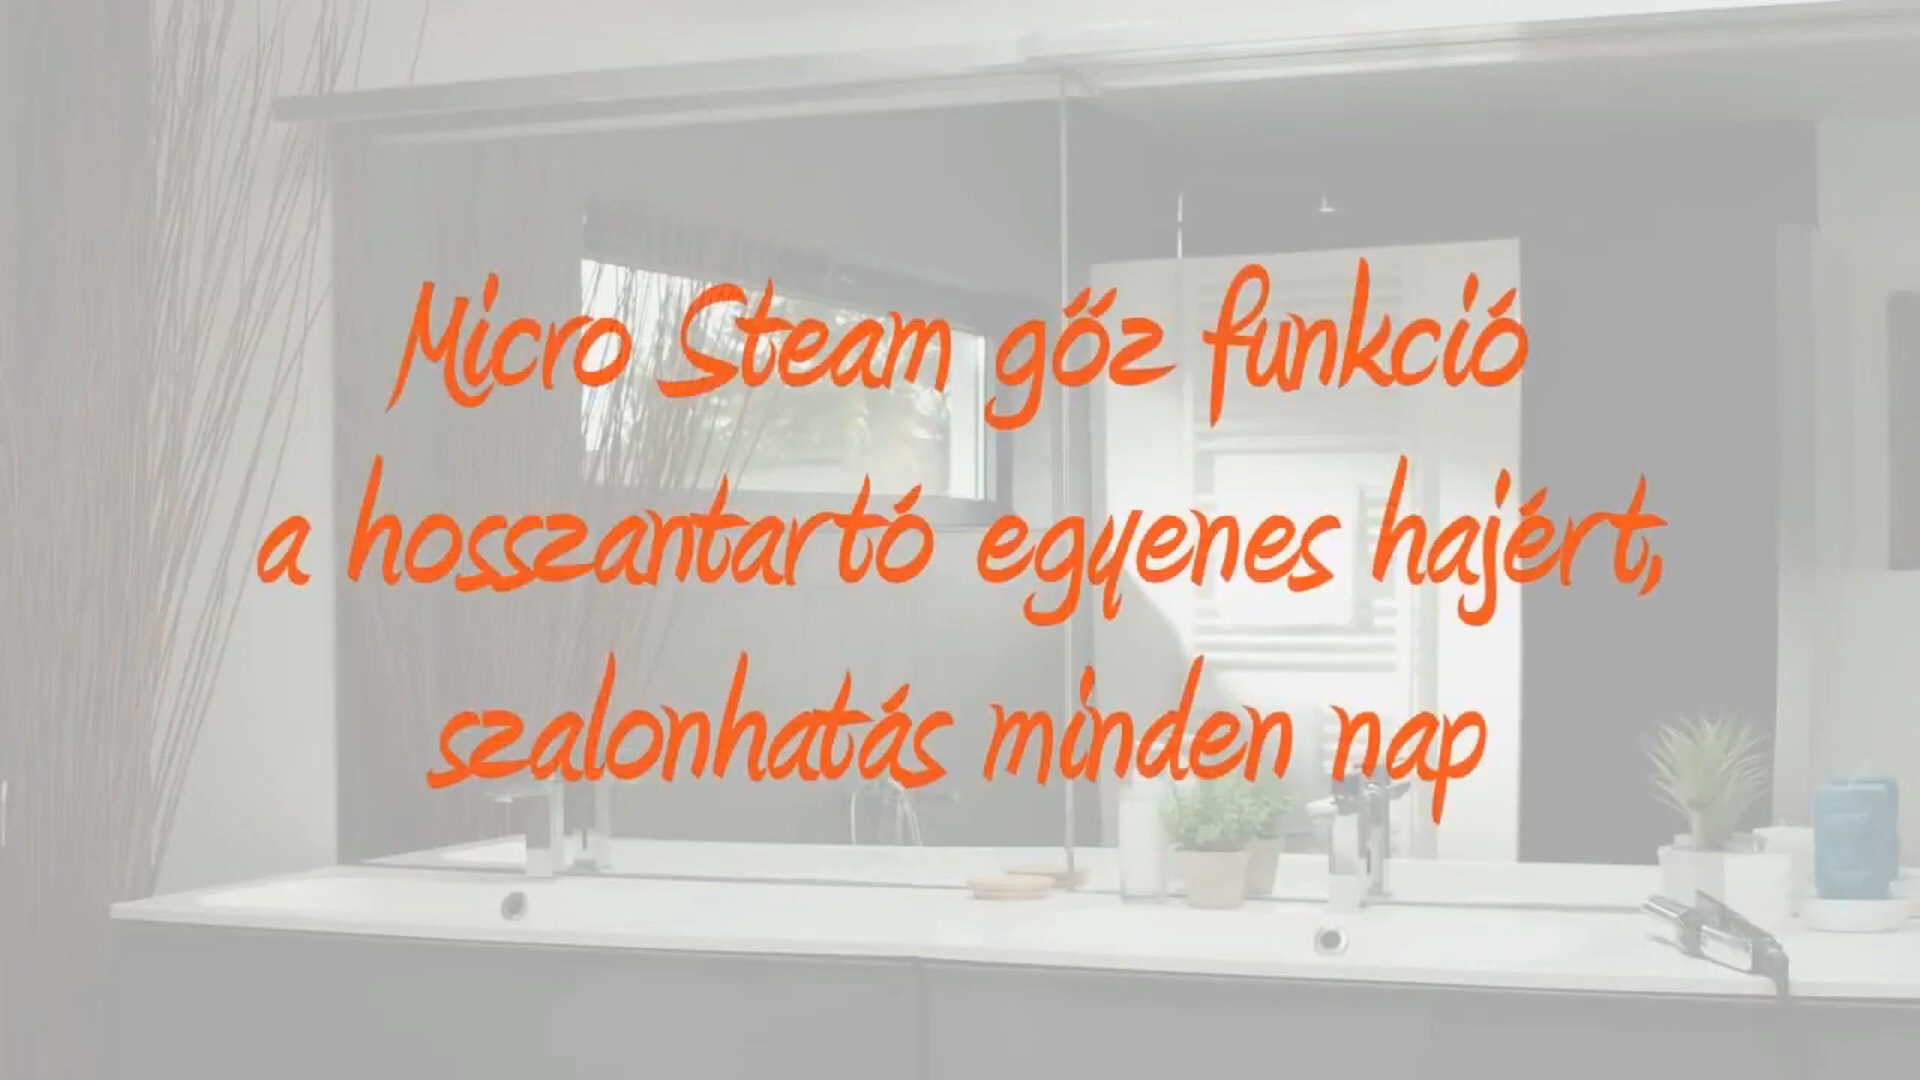 Micro Steam gőz funkció
a hosszantartó egyenes hajért,
szalonhatás minden nap